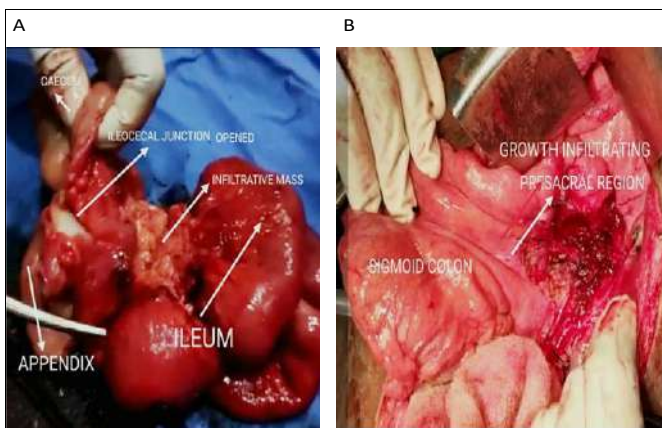 A
CAECUM
ILEOCECAL JUNCTION OPENED
INFILTRATIVE MASS
ILEUM
APPENDIX
B
GROWTH INFILTRATING
PRESACRAL REGION
SIGMOID COLON